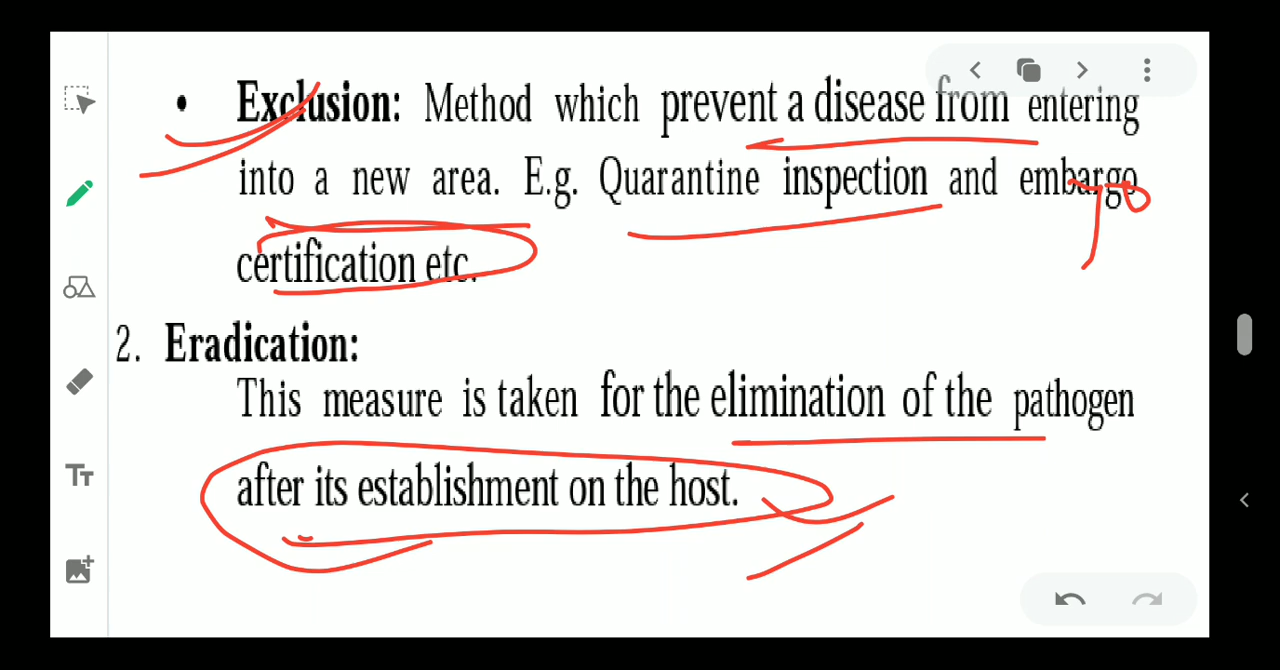 • Exclusion: Method which prevent a disease from entering
into a new area. E.g. Quarantine inspection and embargo
certification etc.
2. Eradication:
This measure is taken for the elimination of the pathogen
after its establishment on the host.